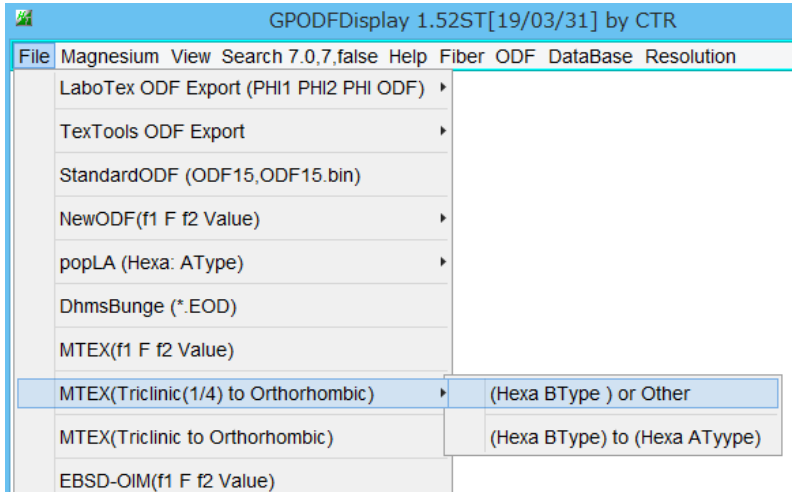 GPODFDisplay 1.52ST[19/03/31] by CTR
File Magnesium View Search 7.0,7,false Help Fiber ODF DataBase Resolution
LaboTex ODF Export (PHI1 PHI2 PHI ODF)
TexTools ODF Export
StandardODF (ODF15,ODF15.bin)
NewODF(f1 F f2 Value)
popLA (Hexa: AType)
DhmsBunge (*.EOD)
MTEX(f1 F f2 Value)
MTEX(Triclinic(1/4) to Orthorhombic)
(Hexa BType ) or Other
MTEX(Triclinic to Orthorhombic)
(Hexa BType) to (Hexa ATyype)
EBSD-OIM(f1 F f2 Value)